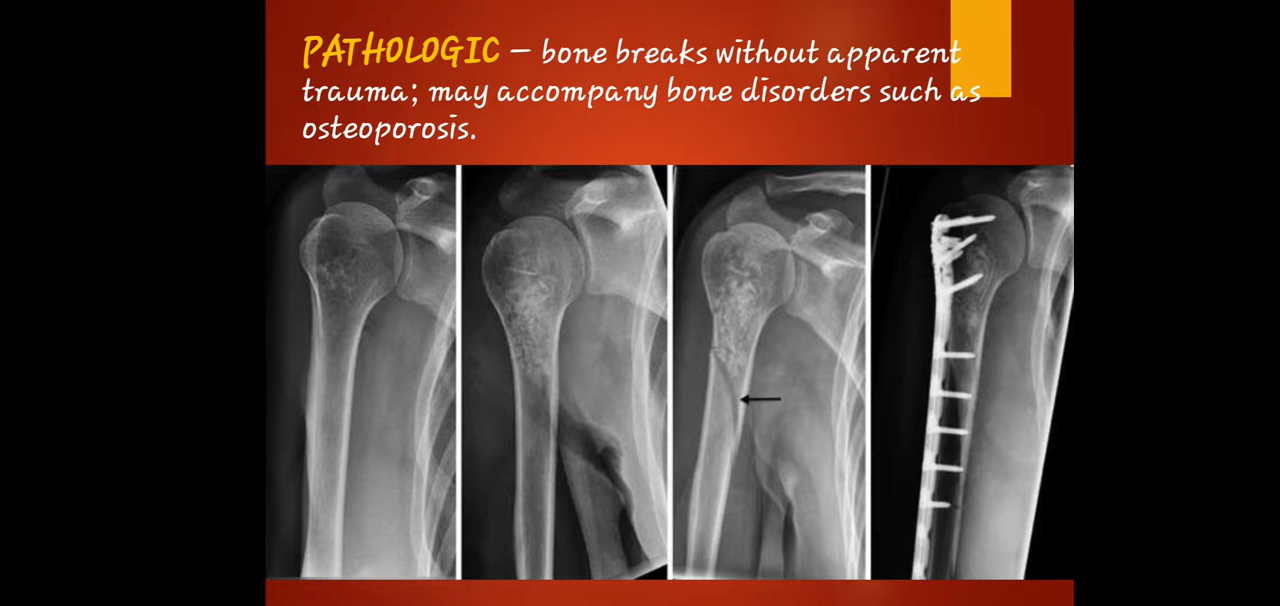 PATHOLOGIC – bone breaks without apparent
trauma; may accompany bone disorders such as
osteoporosis.